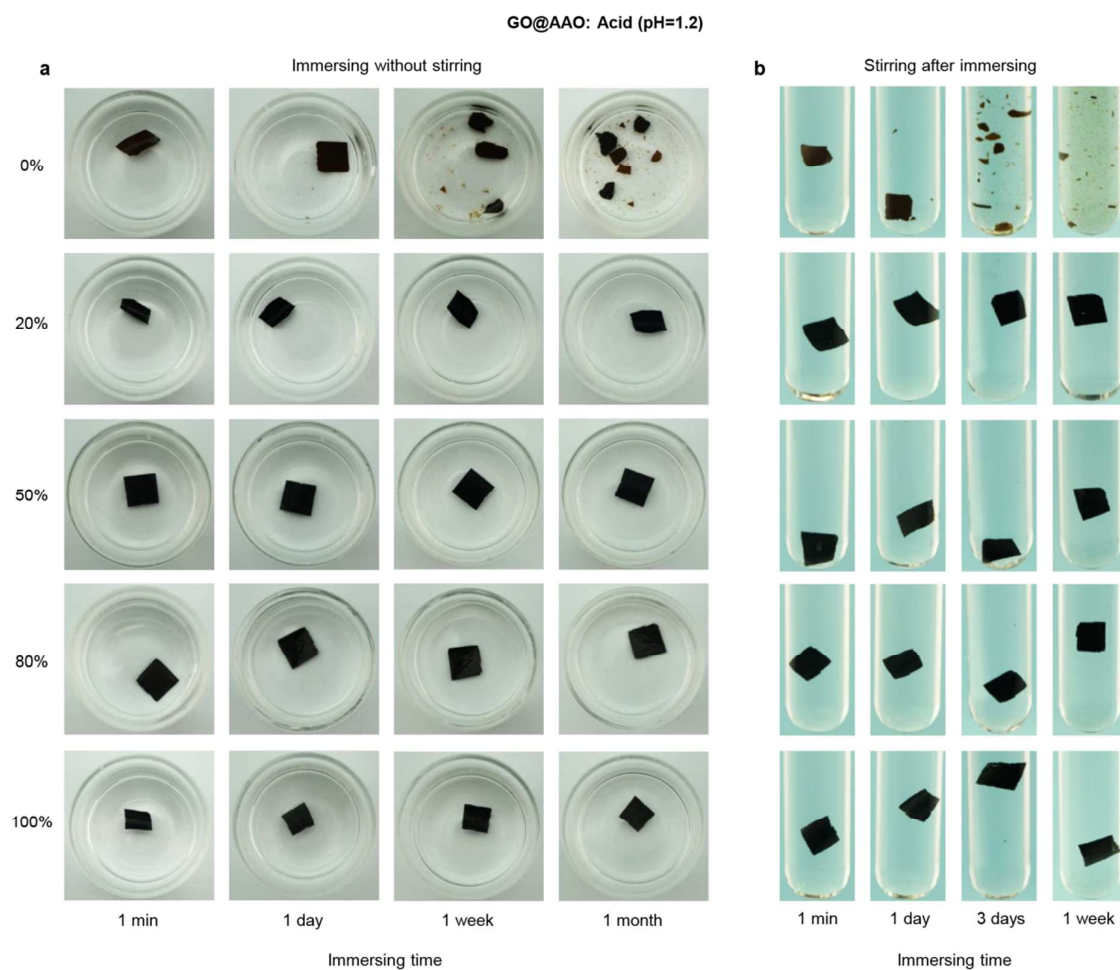 GO@AAO: Acid (pH=1.2)
a
Immersing without stirring
b
Stirring after immersing
0%
20%
50%
80%
100%
1 min
1 day
1 week
1 month
1 min
1 day
3 days
1 week
Immersing time
Immersing time